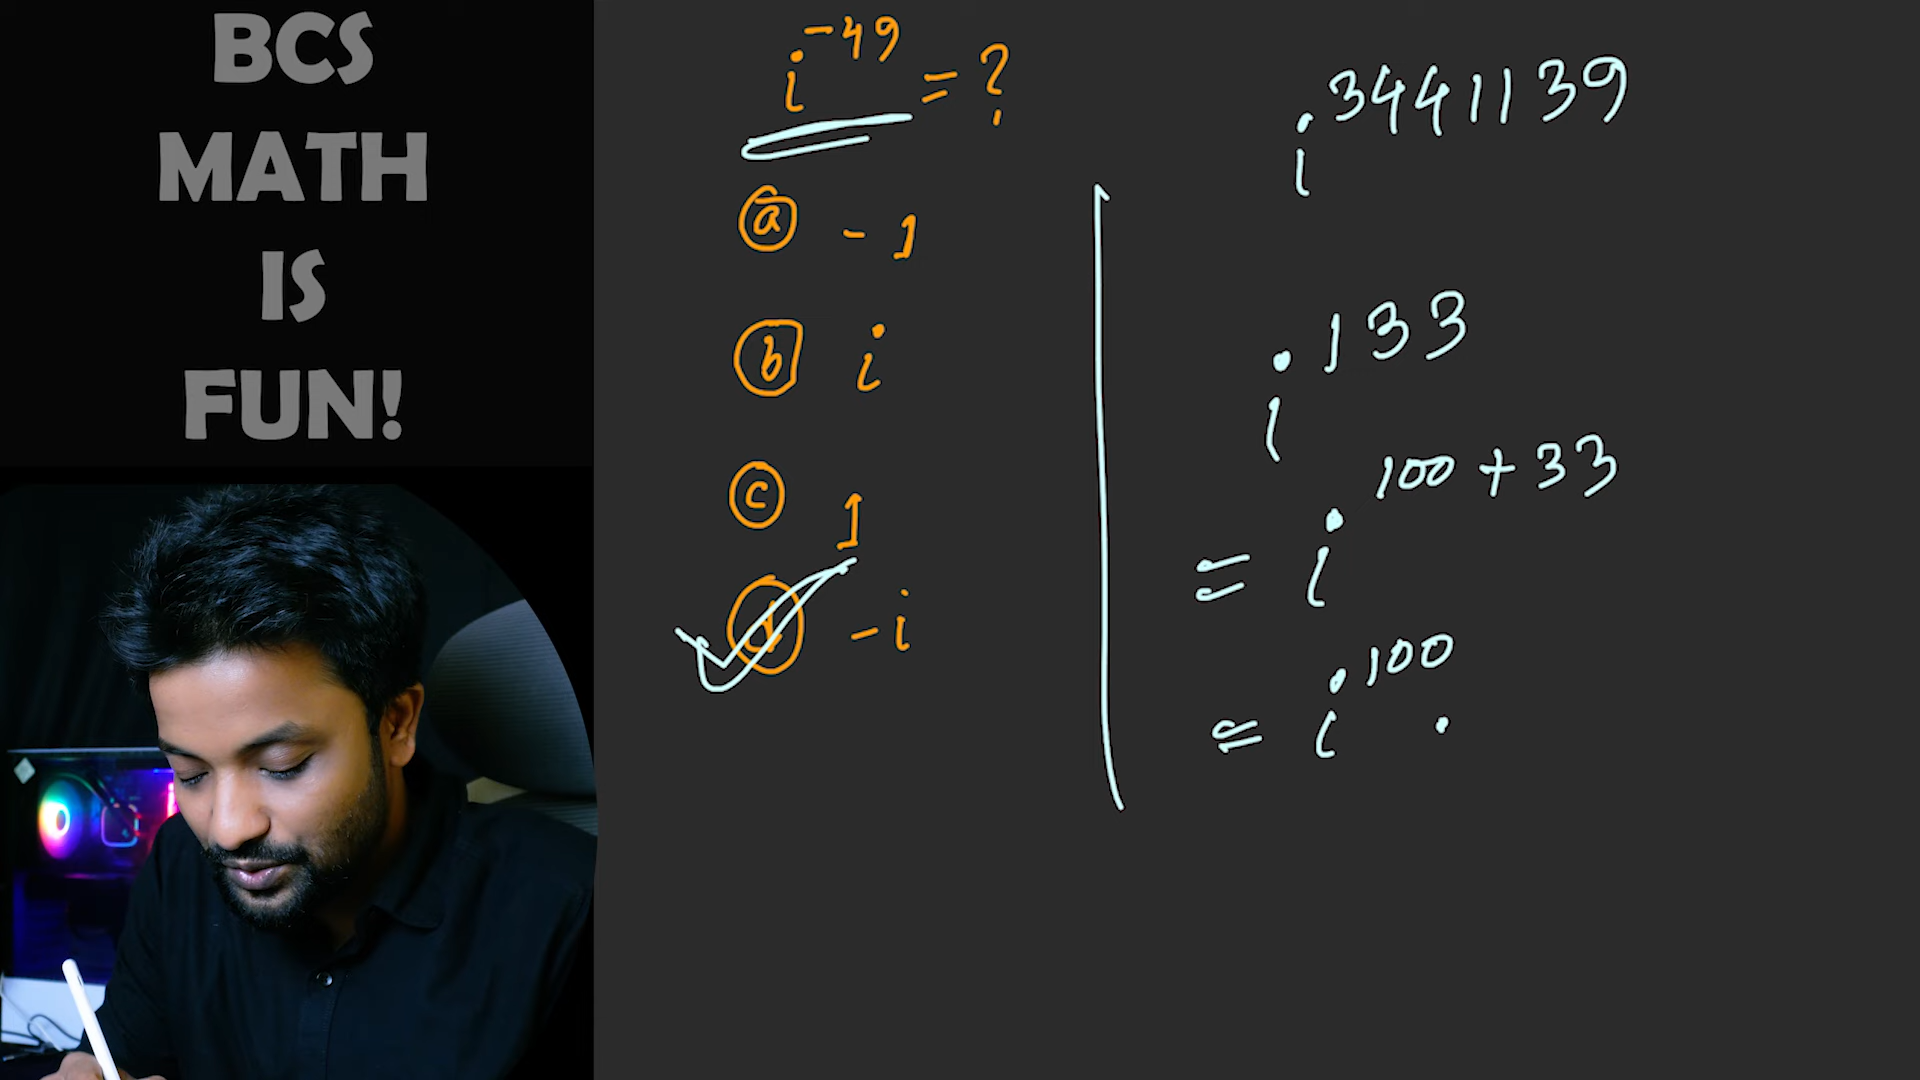 BCS
MATH
IS
FUN!
i^-49 = ?
ⓐ -1
ⓑ i
ⓒ 1
ⓓ -i
i^3441139
i^133
= i^100+33
= i^100 .